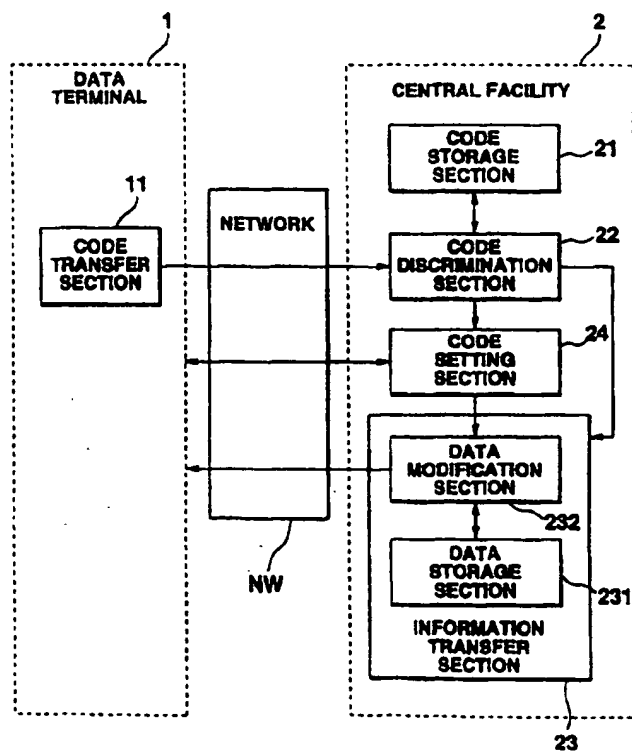 1
DATA
TERMINAL
11
CODE
TRANSFER
SECTION
NETWORK
NW
2
CENTRAL FACILITY
CODE
STORAGE
SECTION
21
CODE
DISCRIMINATION
SECTION
22
CODE
SETTING
SECTION
24
DATA
MODIFICATION
SECTION
232
DATA
STORAGE
SECTION
231
INFORMATION
TRANSFER
SECTION
23